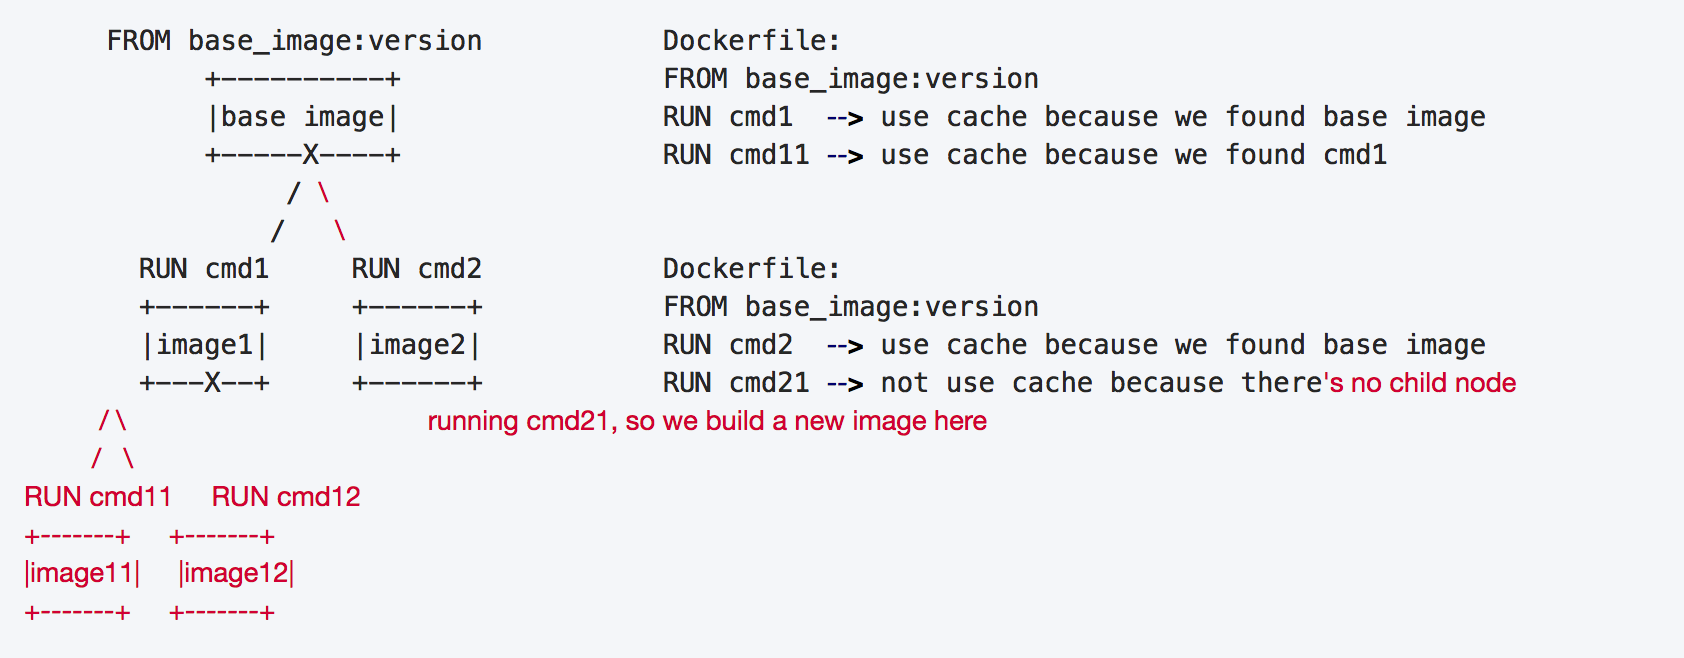 FROM base_image:version                      Dockerfile:
      +----------+                           FROM base_image:version
      |base image|                           RUN cmd1  --> use cache because we found base image
      +-----X----+                           RUN cmd11 --> use cache because we found cmd1
           / \
          /   \
  RUN cmd1     RUN cmd2                      Dockerfile:
  +------+     +------+                      FROM base_image:version
  |image1|     |image2|                      RUN cmd2  --> use cache because we found base image
  +---X--+     +------+                      RUN cmd21 --> not use cache because there's no child node
/ \                                          running cmd21, so we build a new image here
/  \
RUN cmd11     RUN cmd12
+-------+     +-------+
|image11|     |image12|
+-------+     +-------+